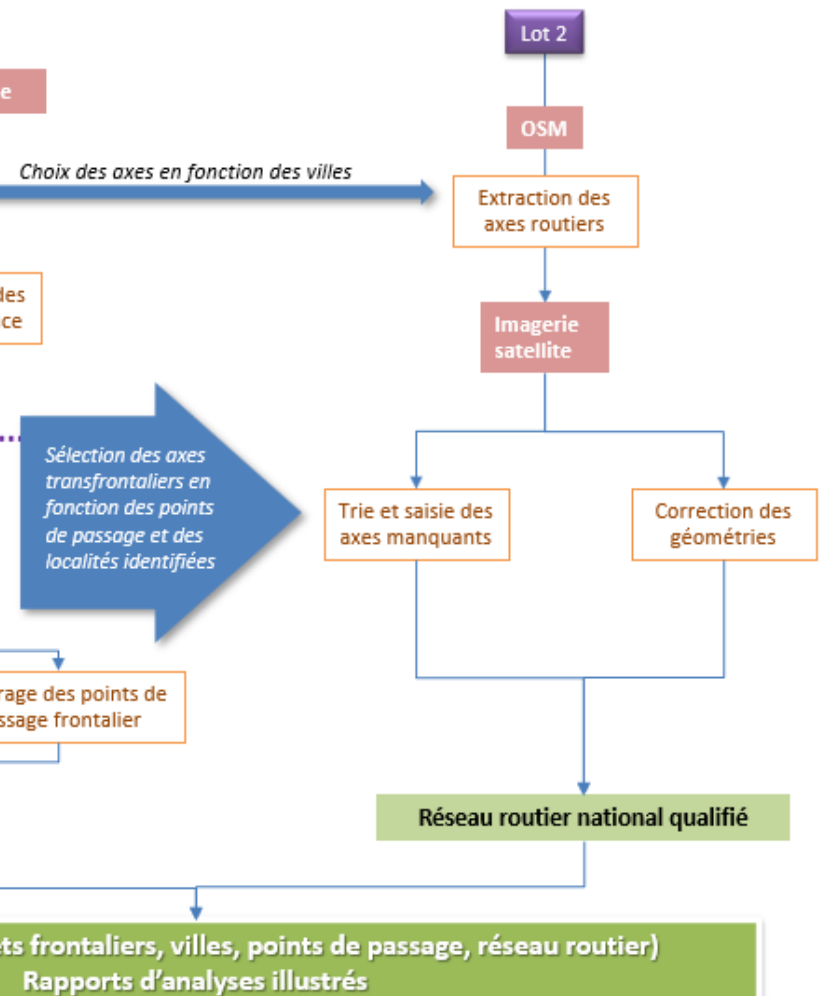 Lot 2
e
OSM
Choix des axes en fonction des villes
Extraction des
axes routiers
des
ce
Imagerie
satellite
Sélection des axes
transfrontaliers en
fonction des points
de passage et des
localités identifiées
Trie et saisie des
axes manquants
Correction des
géométries
rage des points de
ssage frontalier
Réseau routier national qualifié
ts frontaliers, villes, points de passage, réseau routier)
Rapports d'analyses illustrés